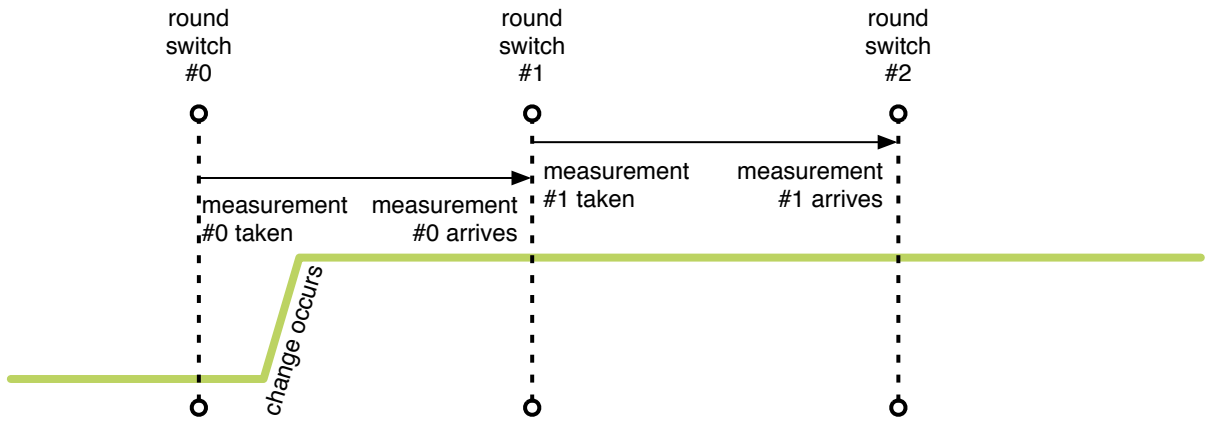 round
switch
#0
round
switch
#1
round
switch
#2
measurement
#0 taken
measurement
#0 arrives
measurement
#1 taken
measurement
#1 arrives
change occurs